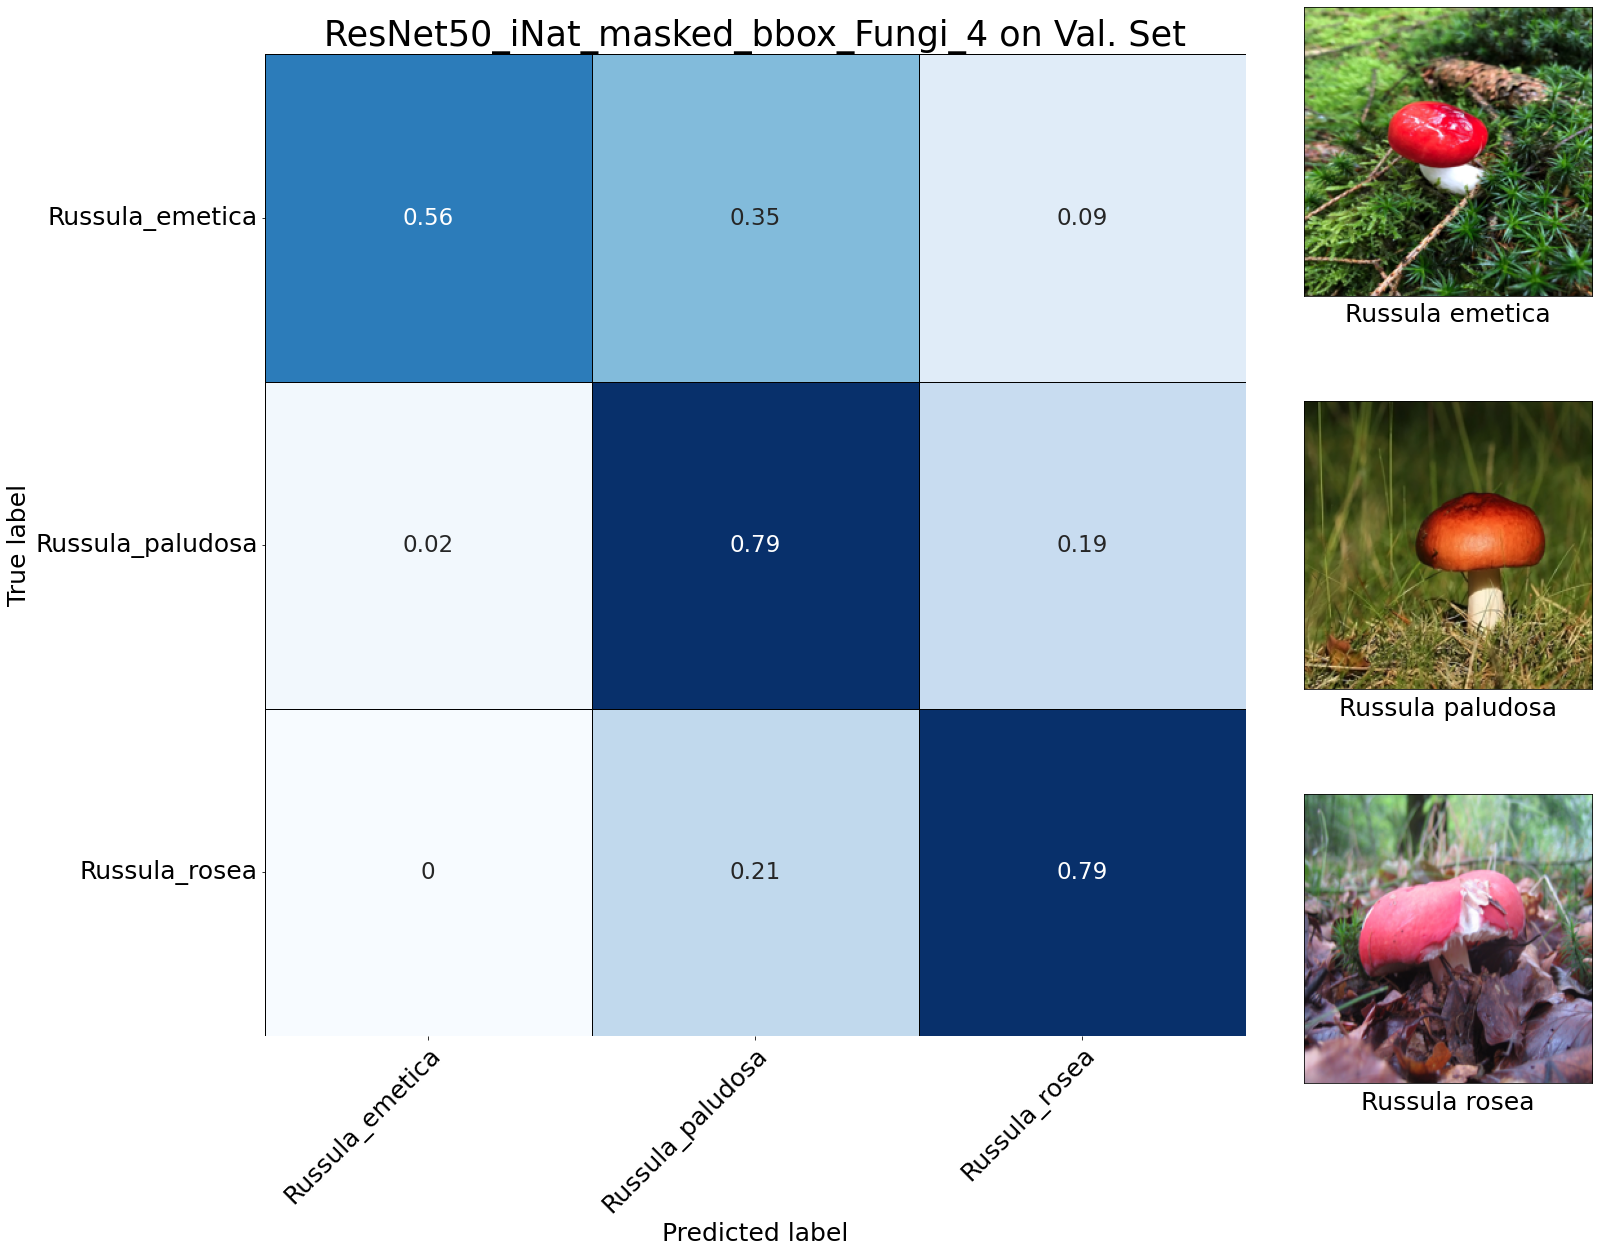 ResNet50_iNat_masked_bbox_Fungi_4 on Val. Set
True label
Russula_emetica
0.56
0.35
0.09
Russula_paludosa
0.02
0.79
0.19
Russula_rosea
0
0.21
0.79
Russula_emetica
Russula_paludosa
Russula_rosea
Predicted label
Russula emetica
Russula paludosa
Russula rosea